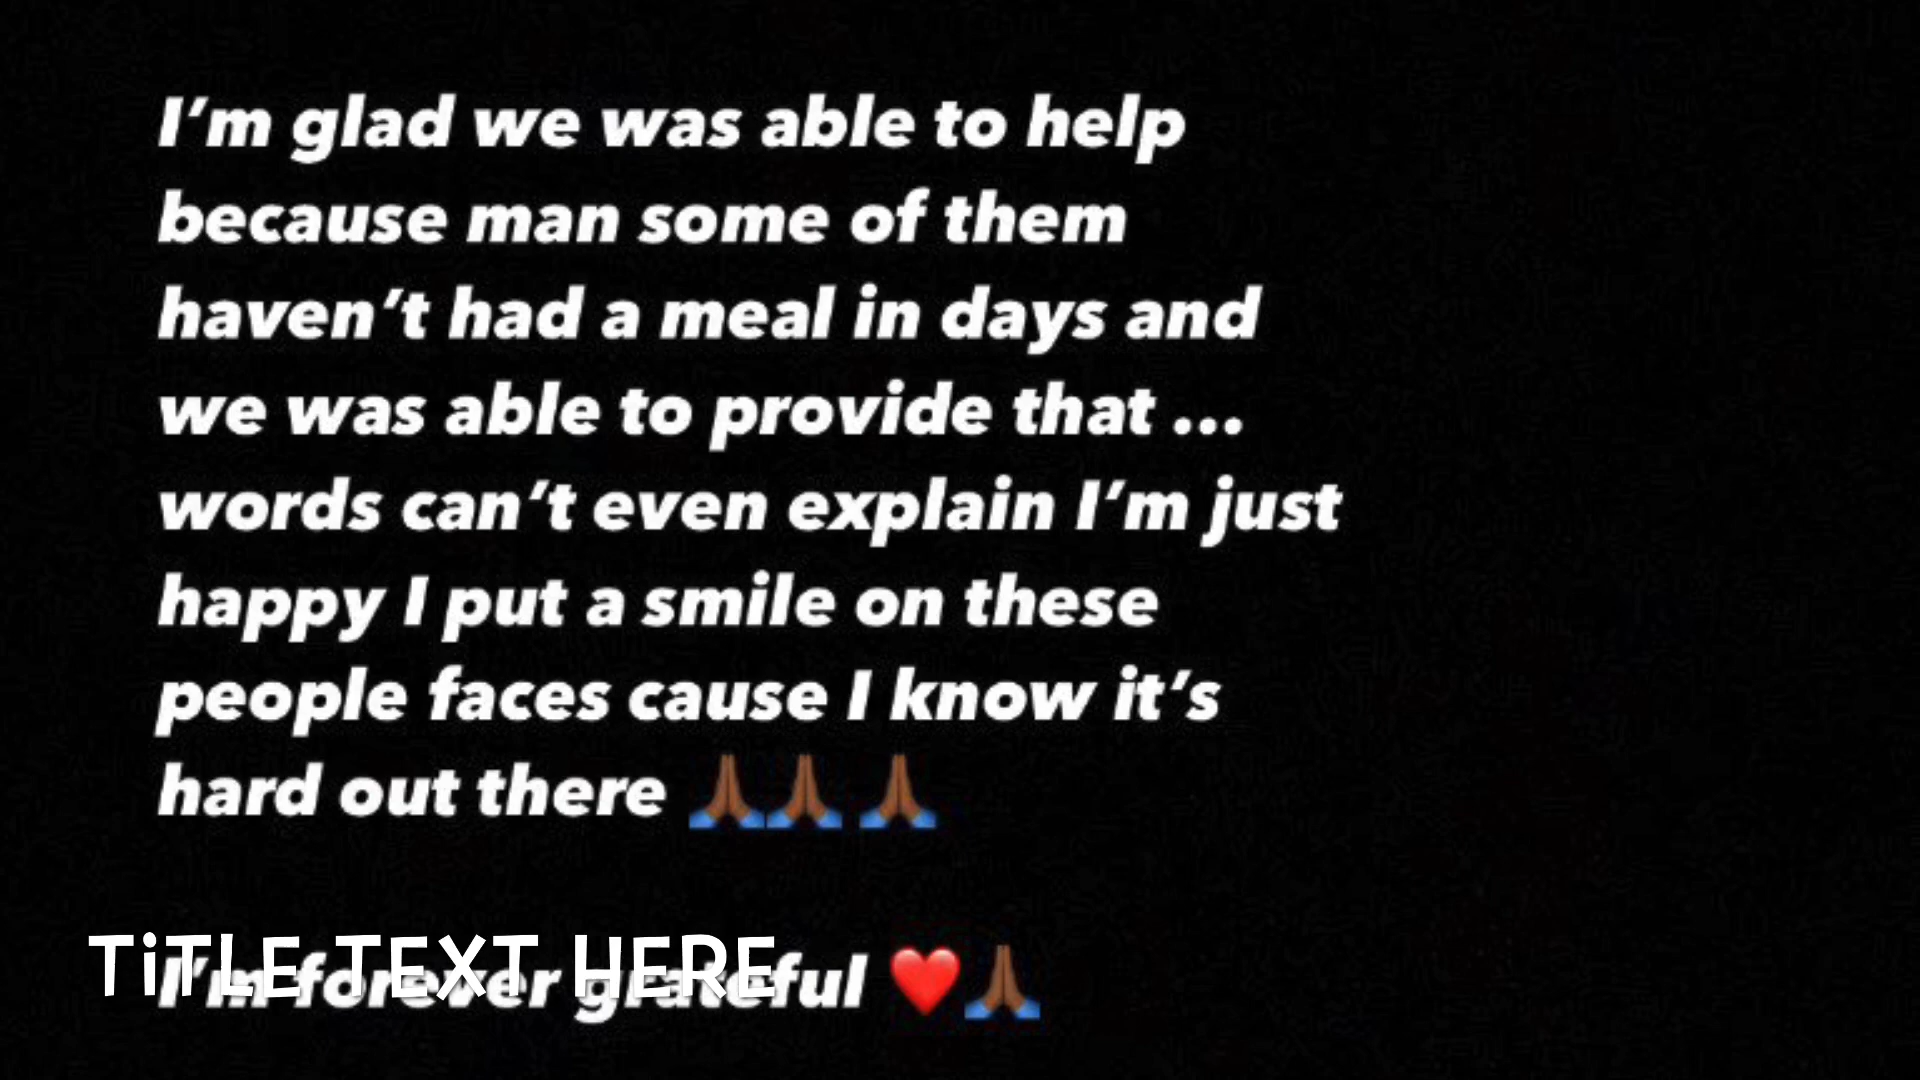 I’m glad we was able to help
because man some of them
haven’t had a meal in days and
we was able to provide that ...
words can’t even explain I’m just
happy I put a smile on these
people faces cause I know it’s
hard out there 🙏🏾🙏🏾 🙏🏾
TiTLE TEXT HERE
I’m forever grateful ❤️🙏🏾